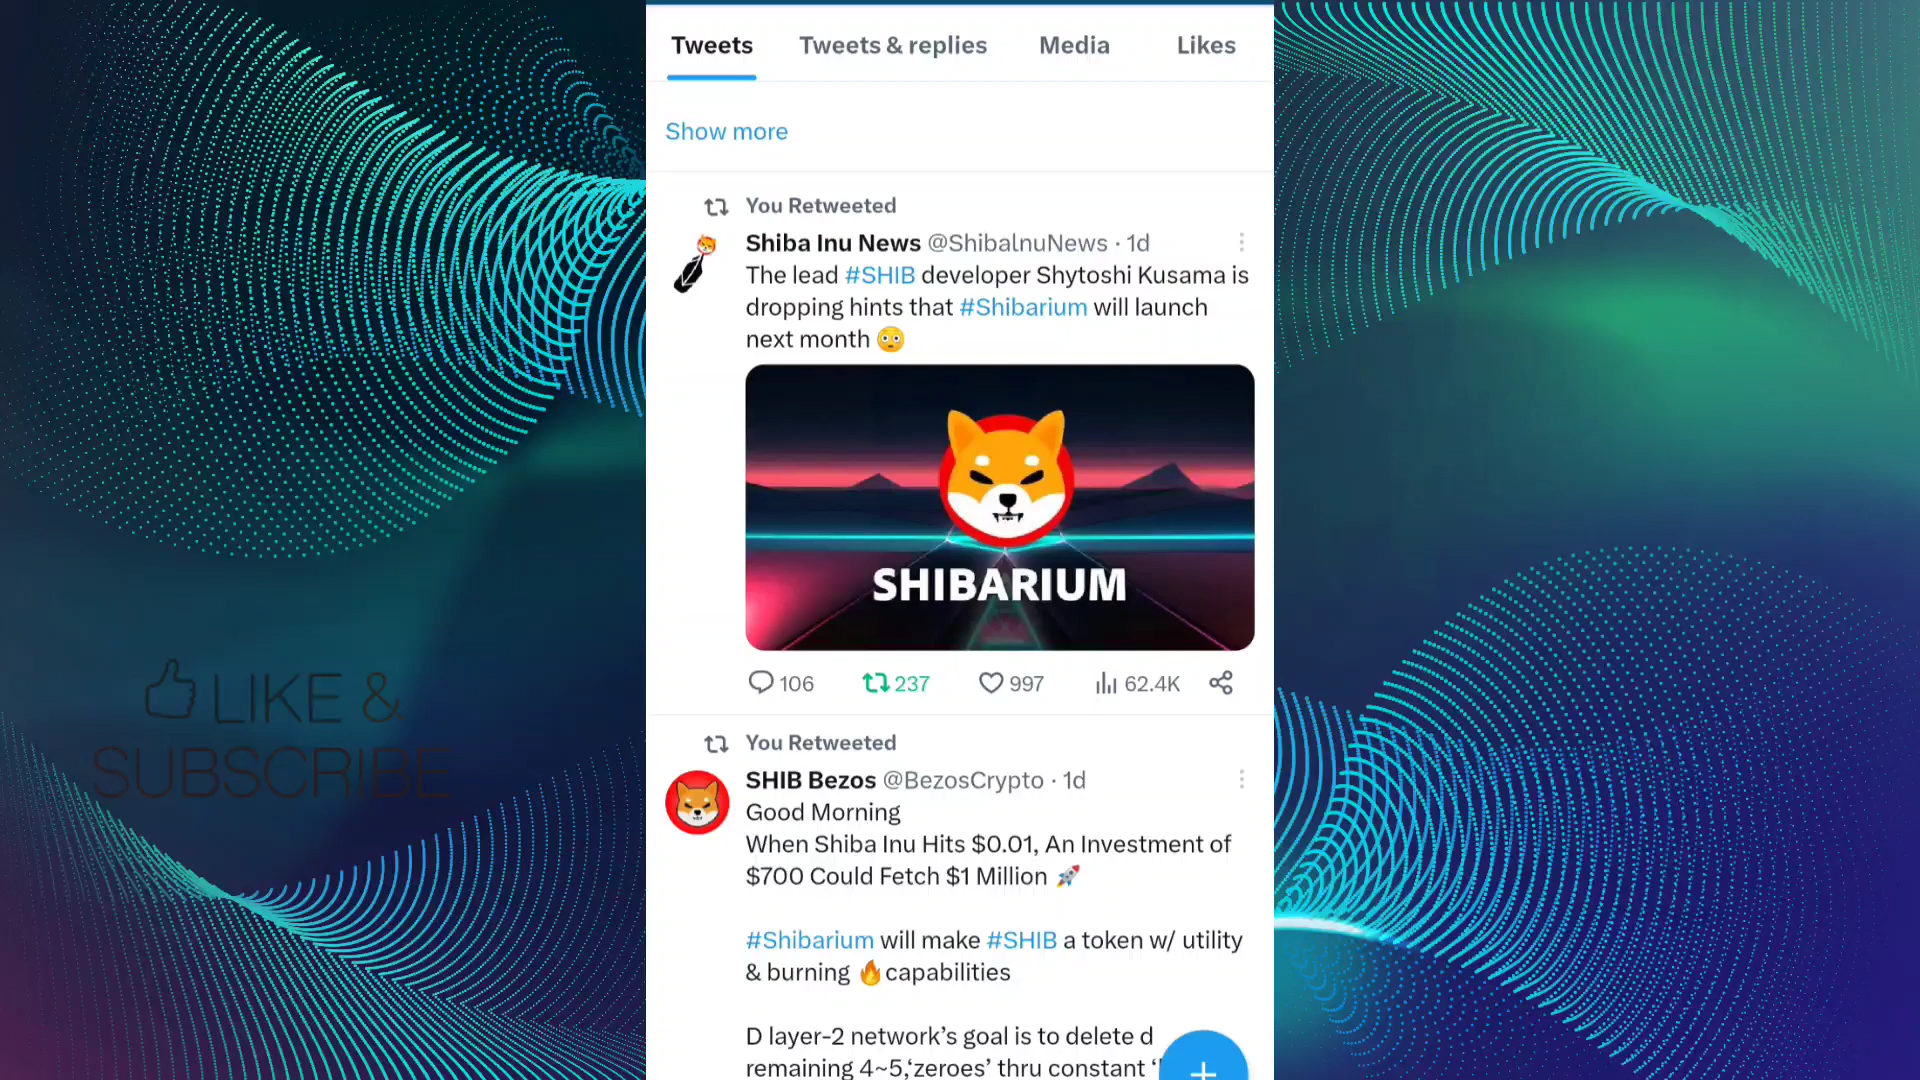 Tweets Tweets & replies Media Likes
Show more
You Retweeted
Shiba Inu News @ShibaInuNews · 1d
The lead #SHIB developer Shytoshi Kusama is
dropping hints that #Shibarium will launch
next month 😳
SHIBARIUM
106 237 997 62.4K
LIKE &
SUBSCRIBE
You Retweeted
SHIB Bezos @BezosCrypto · 1d
Good Morning
When Shiba Inu Hits $0.01, An Investment of
$700 Could Fetch $1 Million 🚀
#Shibarium will make #SHIB a token w/ utility
& burning 🔥capabilities
D layer-2 network’s goal is to delete d
remaining 4~5,‘zeroes’ thru constant ‘